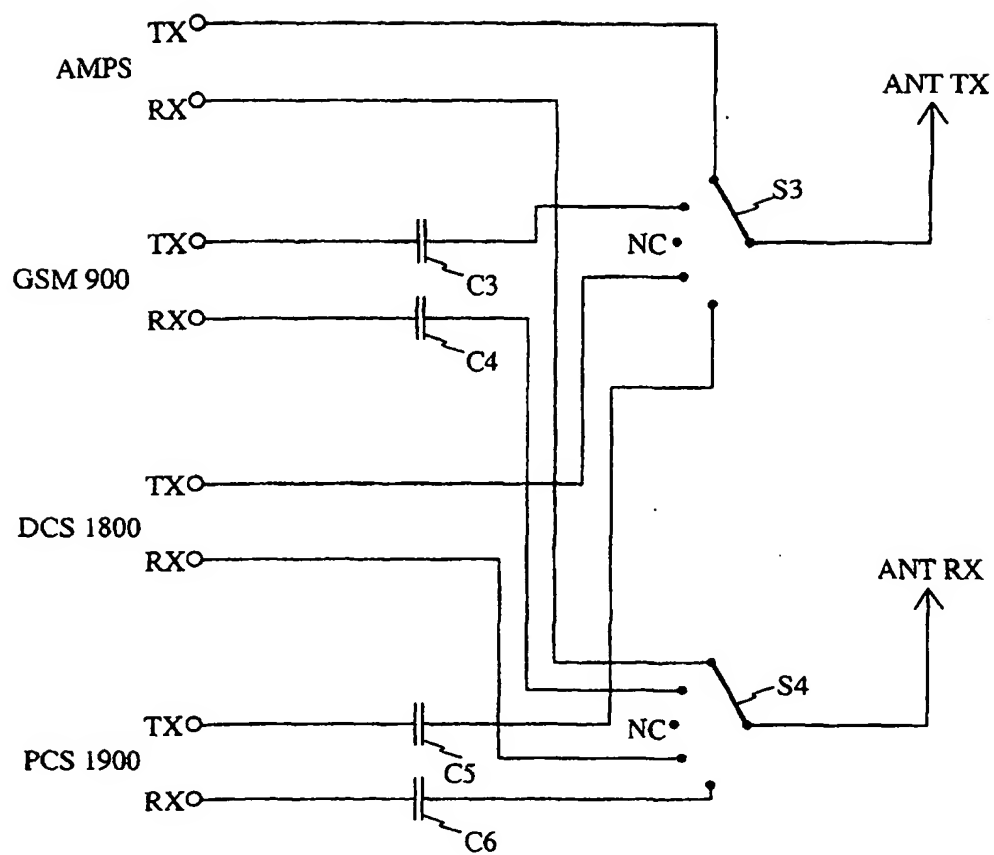 TX
AMPS
RX
ANT TX
S3
TX
NC
GSM 900
C3
RX
C4
TX
DCS 1800
RX
ANT RX
S4
TX
NC
PCS 1900
C5
RX
C6